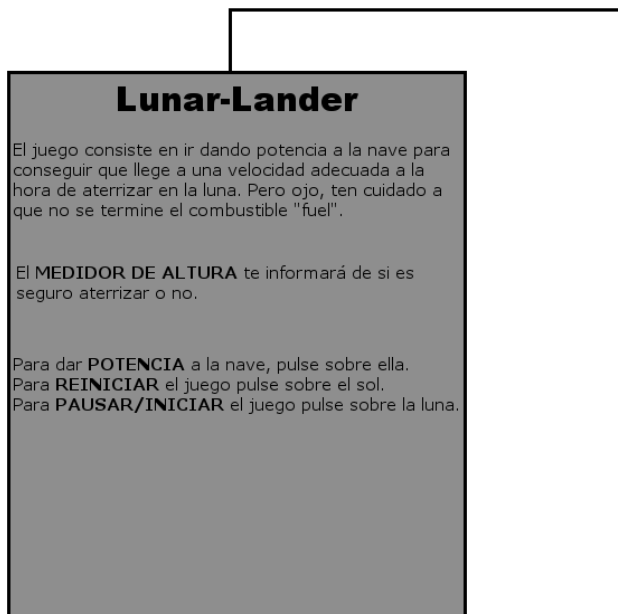 Lunar-Lander
El juego consiste en ir dando potencia a la nave para
conseguir que llege a una velocidad adecuada a la
hora de aterrizar en la luna. Pero ojo, ten cuidado a
que no se termine el combustible "fuel".
El MEDIDOR DE ALTURA te informará de si es
seguro aterrizar o no.
Para dar POTENCIA a la nave, pulse sobre ella.
Para REINICIAR el juego pulse sobre el sol.
Para PAUSAR/INICIAR el juego pulse sobre la luna.